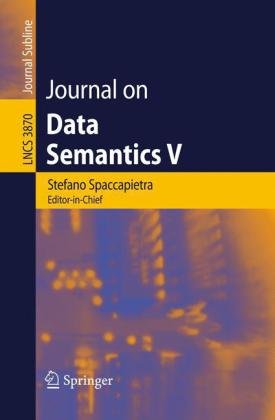 Journal Subline
LNCS 3870
Journal on
Data
Semantics V
Stefano Spaccapietra
Editor-in-Chief
Springer